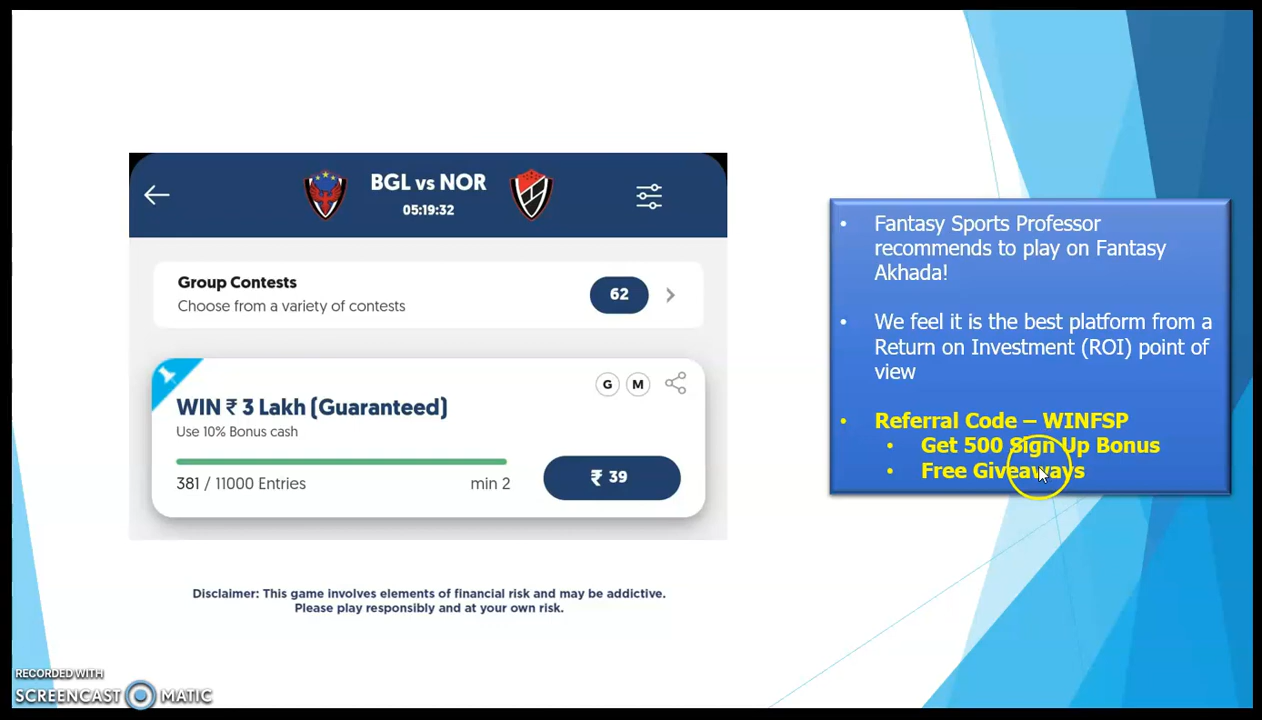 BGL vs NOR
05:19:32
Group Contests
Choose from a variety of contests
62
G M
WIN ₹ 3 Lakh (Guaranteed)
Use 10% Bonus cash
381 / 11000 Entries
min 2
₹ 39
Disclaimer: This game involves elements of financial risk and may be addictive.
Please play responsibly and at your own risk.
• Fantasy Sports Professor
recommends to play on Fantasy
Akhada!
• We feel it is the best platform from a
Return on Investment (ROI) point of
view
• Referral Code – WINFSP
• Get 500 Sign Up Bonus
• Free Giveaways
RECORDED WITH
SCREENCAST MATIC